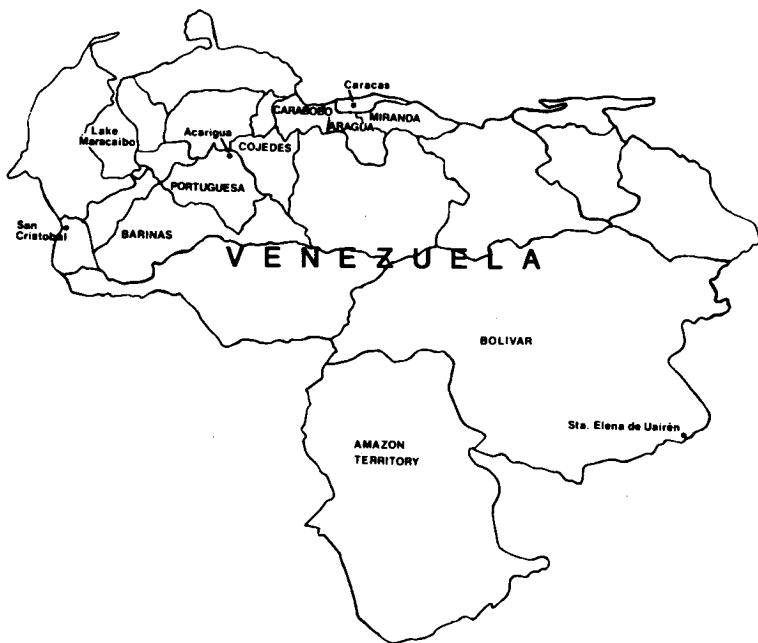 Caracas
CARABOBO
MIRANDA
ARAGUA
Lake
Maracaibo
Acarigua
COJEDES
PORTUGUESA
San
Cristobal
BARINAS
VENEZUELA
BOLIVAR
Sta. Elena de Uairén
AMAZON
TERRITORY